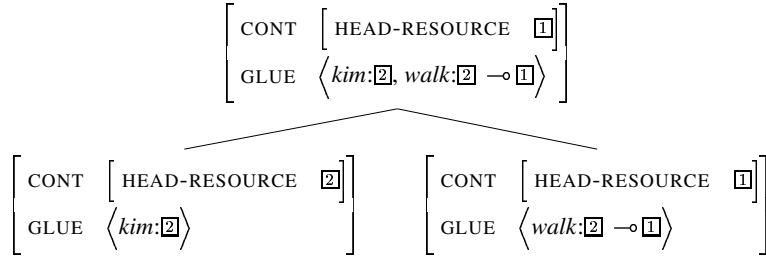 CONT [ HEAD-RESOURCE 1 ]
GLUE ⟨ kim:2, walk:2 ⊸ 1 ⟩
CONT [ HEAD-RESOURCE 2 ]
GLUE ⟨ kim:2 ⟩
CONT [ HEAD-RESOURCE 1 ]
GLUE ⟨ walk:2 ⊸ 1 ⟩